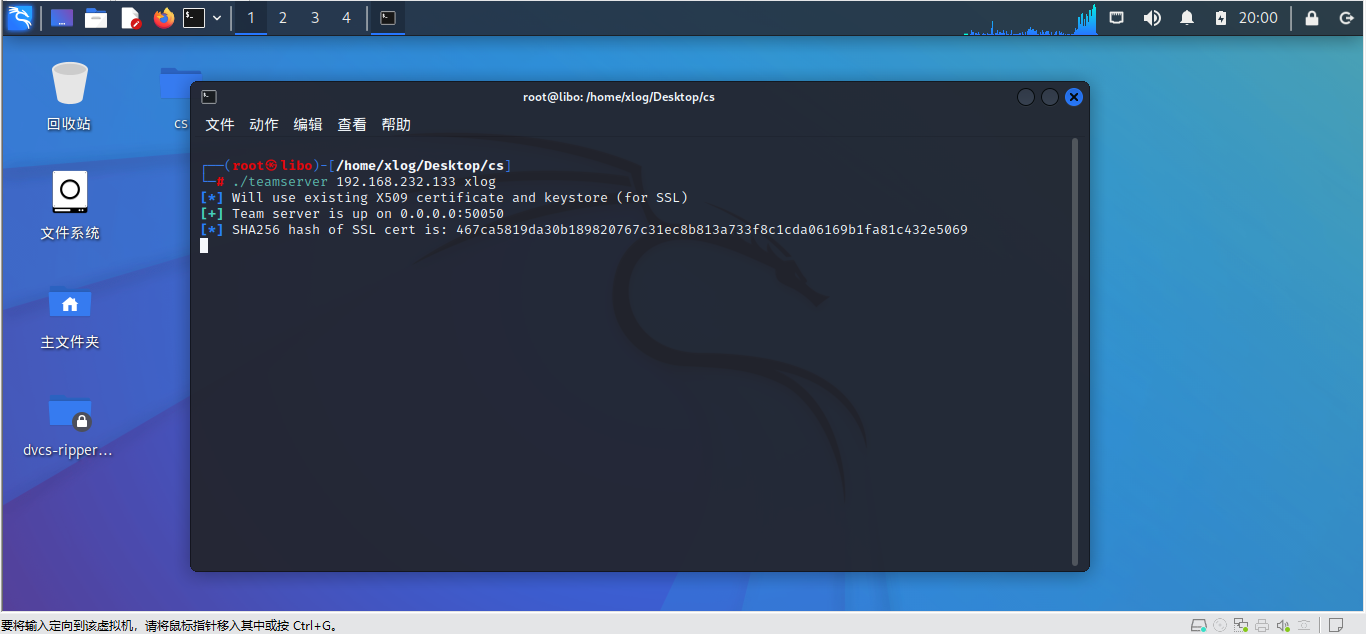 1 2 3 4 20:00
回收站
cs
文件系统
主文件夹
dvcs-ripper...
root@libo: /home/xlog/Desktop/cs
文件 动作 编辑 查看 帮助
┌──(root㉿libo)-[/home/xlog/Desktop/cs]
└─# ./teamserver 192.168.232.133 xlog
[*] Will use existing X509 certificate and keystore (for SSL)
[+] Team server is up on 0.0.0.0:50050
[*] SHA256 hash of SSL cert is: 467ca5819da30b189820767c31ec8b813a733f8c1cda06169b1fa81c432e5069
要将输入定向到该虚拟机，请将鼠标指针移入其中或按 Ctrl+G。